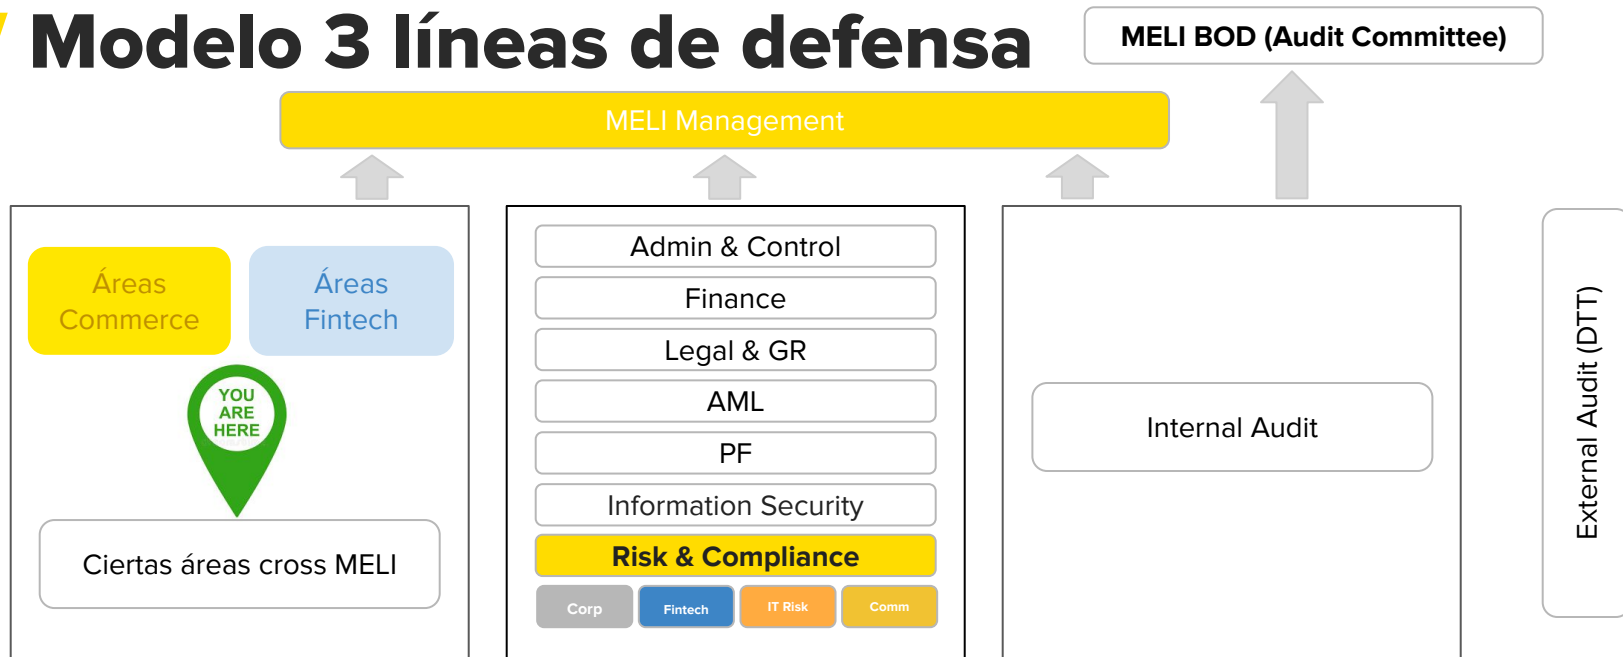 Modelo 3 líneas de defensa
MELI BOD (Audit Committee)
MELI Management
Áreas
Commerce
Áreas
Fintech
YOU
ARE
HERE
Ciertas áreas cross MELI
Admin & Control
Finance
Legal & GR
AML
PF
Information Security
Risk & Compliance
Corp
Fintech
IT Risk
Comm
Internal Audit
External Audit (DTT)